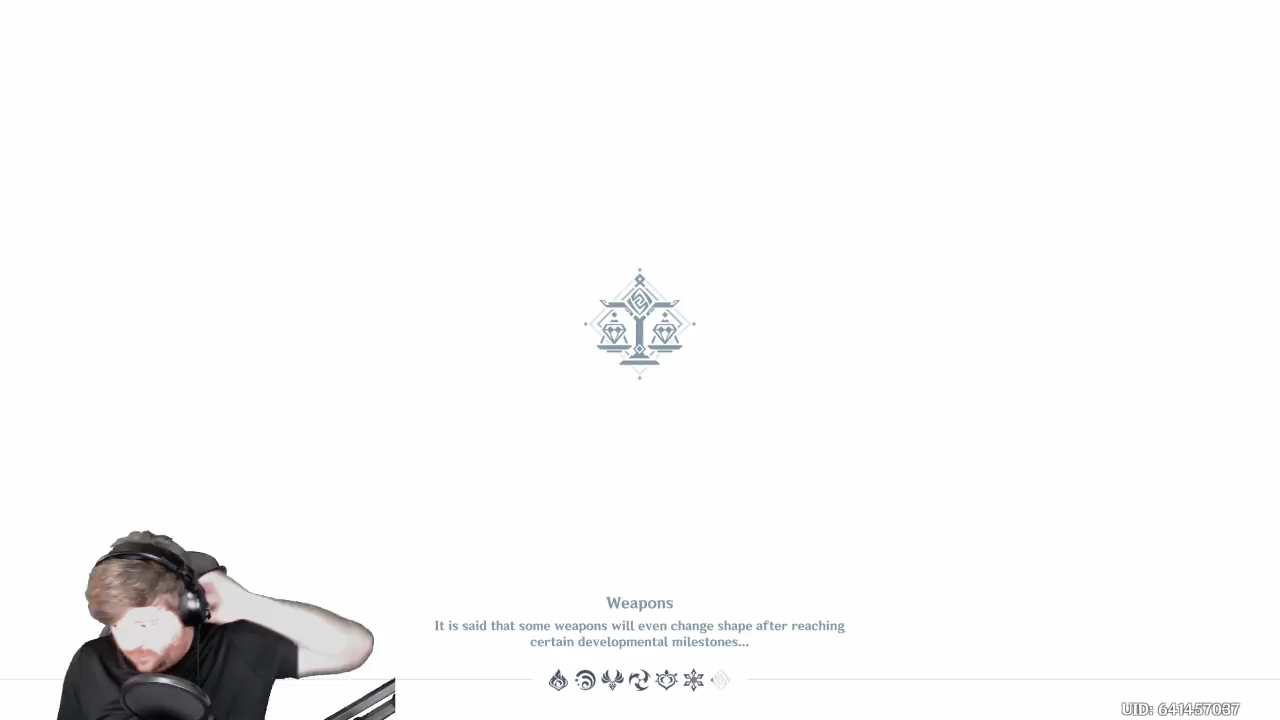 Weapons
It is said that some weapons will even change shape after reaching
certain developmental milestones...
UID: 641457037